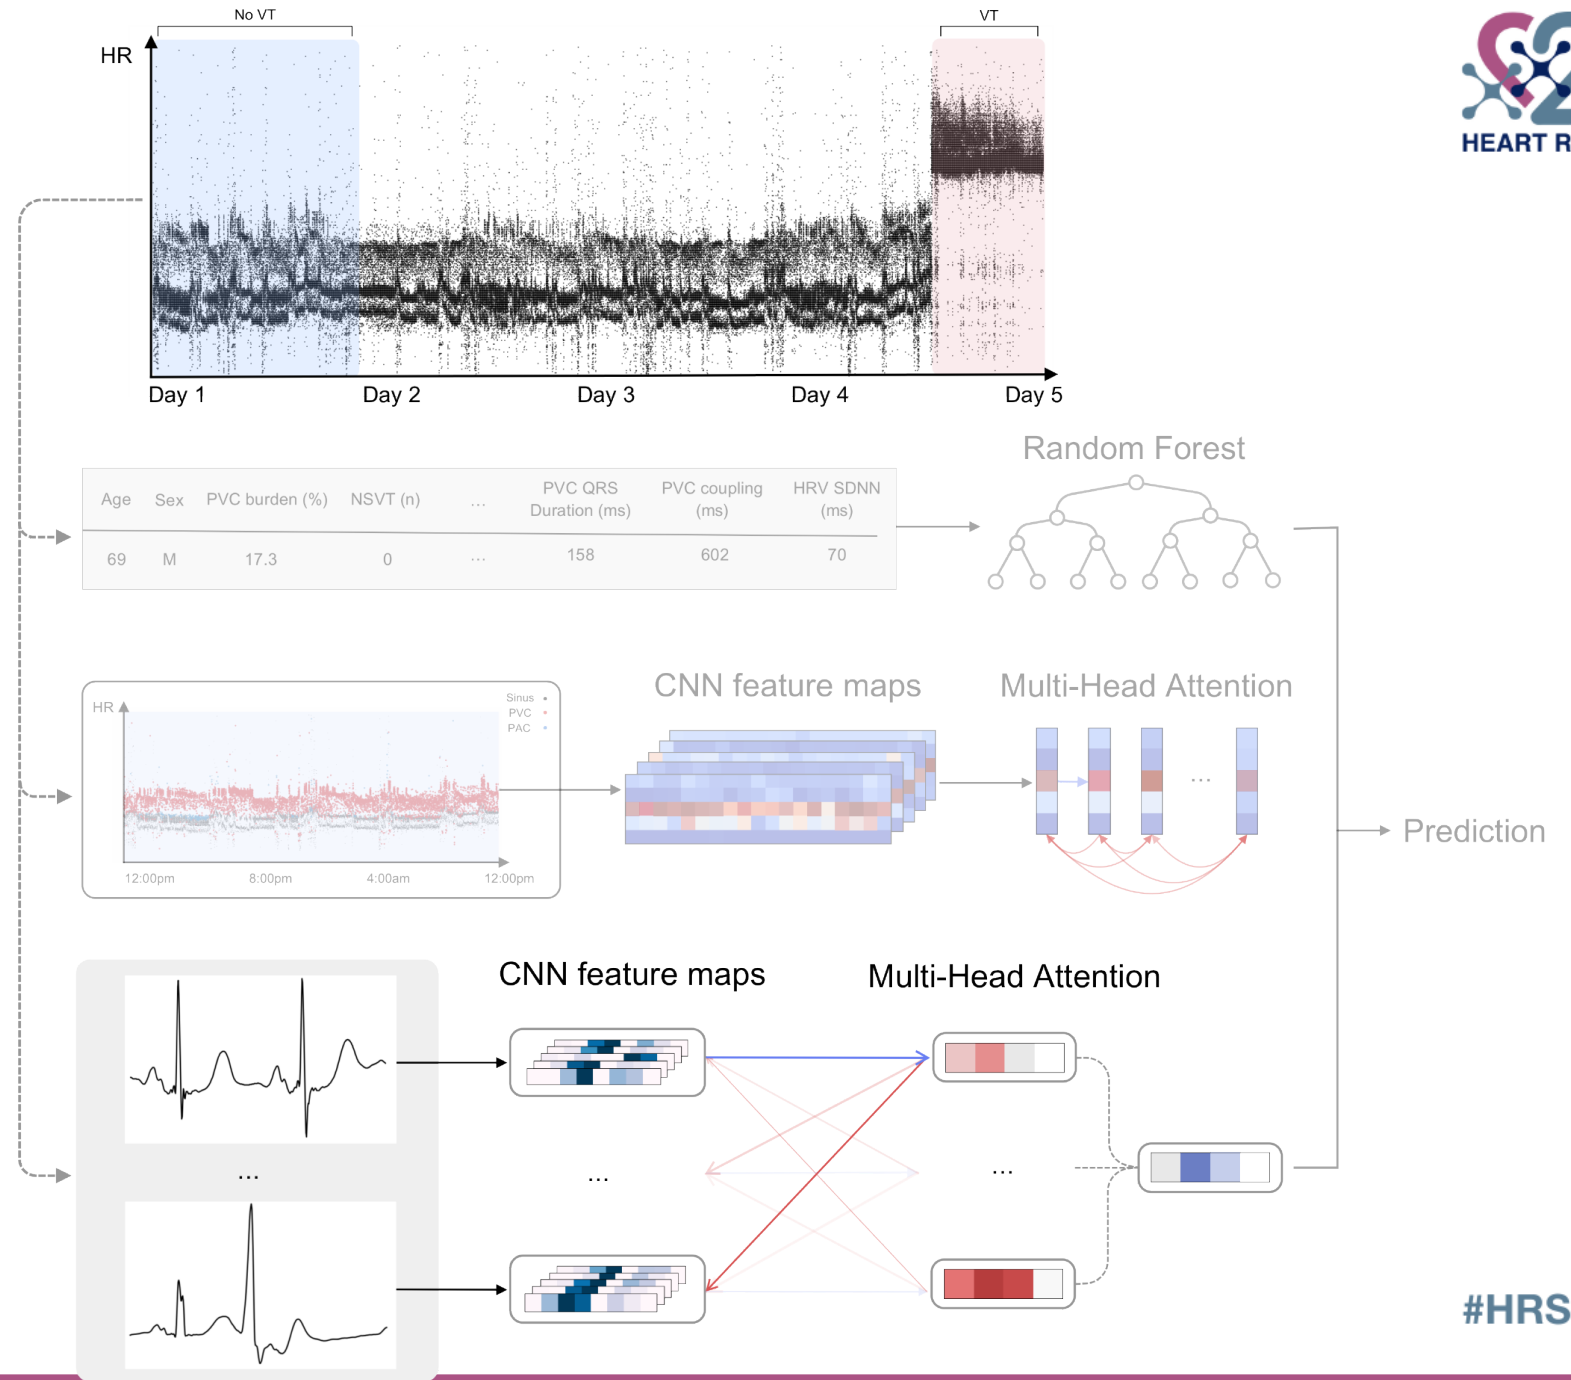 No VT
VT
HR
HEART R
Day 1 Day 2 Day 3 Day 4 Day 5
Random Forest
Age Sex PVC burden (%) NSVT (n) ... PVC QRS Duration (ms) PVC coupling (ms) HRV SDNN (ms)
69 M 17.3 0 ... 158 602 70
CNN feature maps
Multi-Head Attention
HR
Sinus
PVC
PAC
...
12:00pm 8:00pm 4:00am 12:00pm
Prediction
CNN feature maps
Multi-Head Attention
...
...
...
#HRS